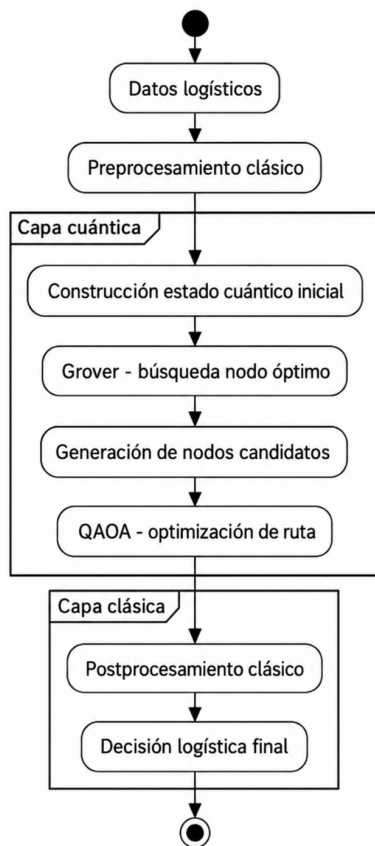 Datos logísticos
Preprocesamiento clásico
Capa cuántica
Construcción estado cuántico inicial
Grover - búsqueda nodo óptimo
Generación de nodos candidatos
QAOA - optimización de ruta
Capa clásica
Postprocesamiento clásico
Decisión logística final